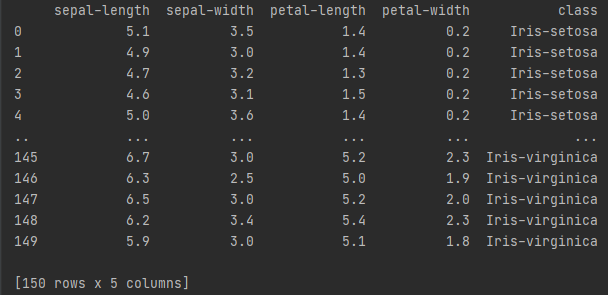 sepal-length sepal-width petal-length petal-width class
0 5.1 3.5 1.4 0.2 Iris-setosa
1 4.9 3.0 1.4 0.2 Iris-setosa
2 4.7 3.2 1.3 0.2 Iris-setosa
3 4.6 3.1 1.5 0.2 Iris-setosa
4 5.0 3.6 1.4 0.2 Iris-setosa
.. ... ... ... ... ...
145 6.7 3.0 5.2 2.3 Iris-virginica
146 6.3 2.5 5.0 1.9 Iris-virginica
147 6.5 3.0 5.2 2.0 Iris-virginica
148 6.2 3.4 5.4 2.3 Iris-virginica
149 5.9 3.0 5.1 1.8 Iris-virginica
[150 rows x 5 columns]